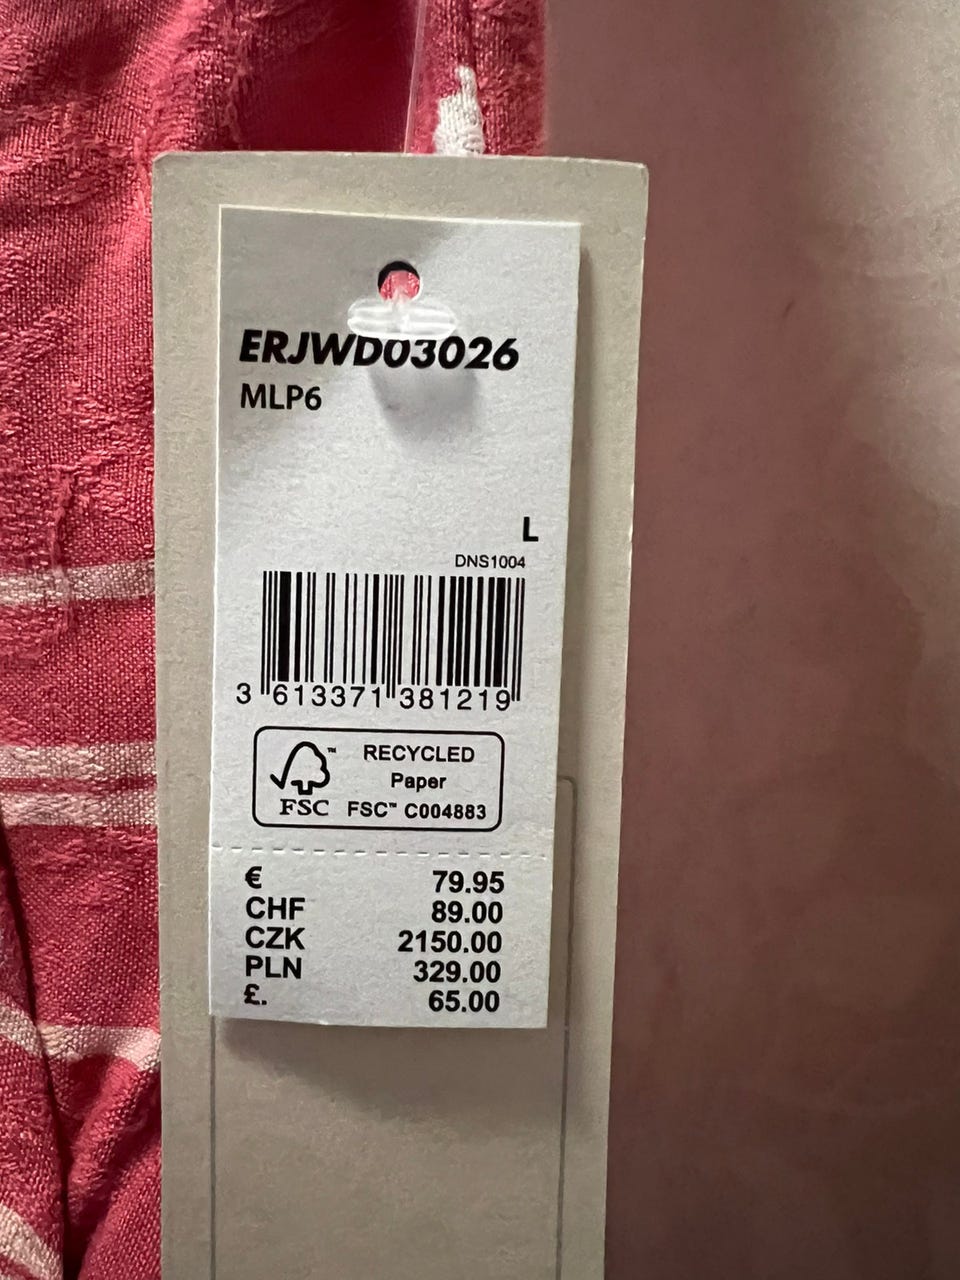 ERJWD03026
MLP6
L
DNS1004
3 613371 381219
RECYCLED
Paper
FSC™ C004883
™
FSC
€ 79.95
CHF 89.00
CZK 2150.00
PLN 329.00
£. 65.00